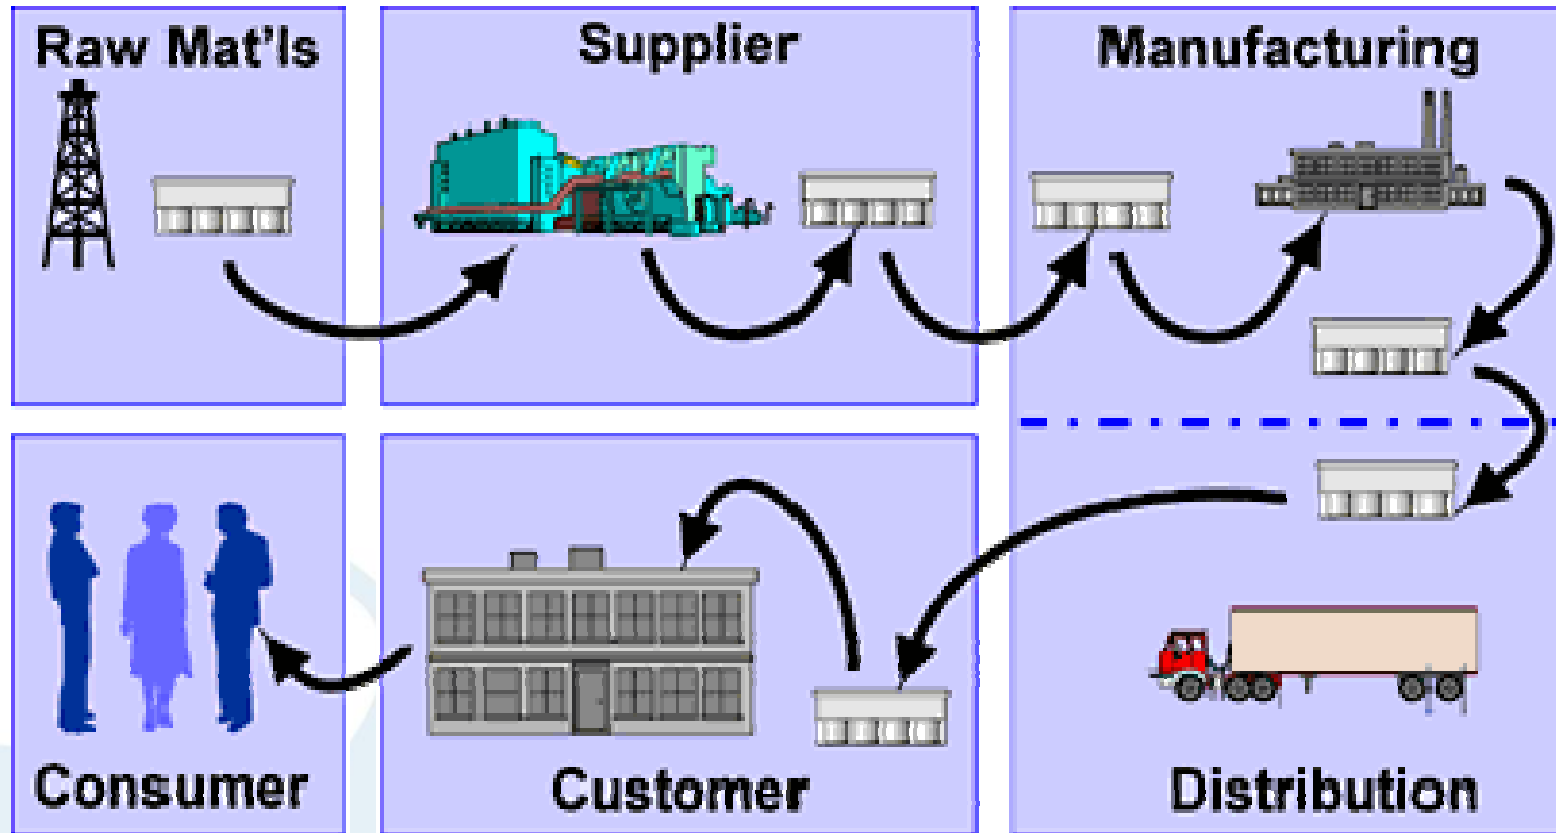 Raw Mat'ls
Supplier
Manufacturing
Consumer
Customer
Distribution